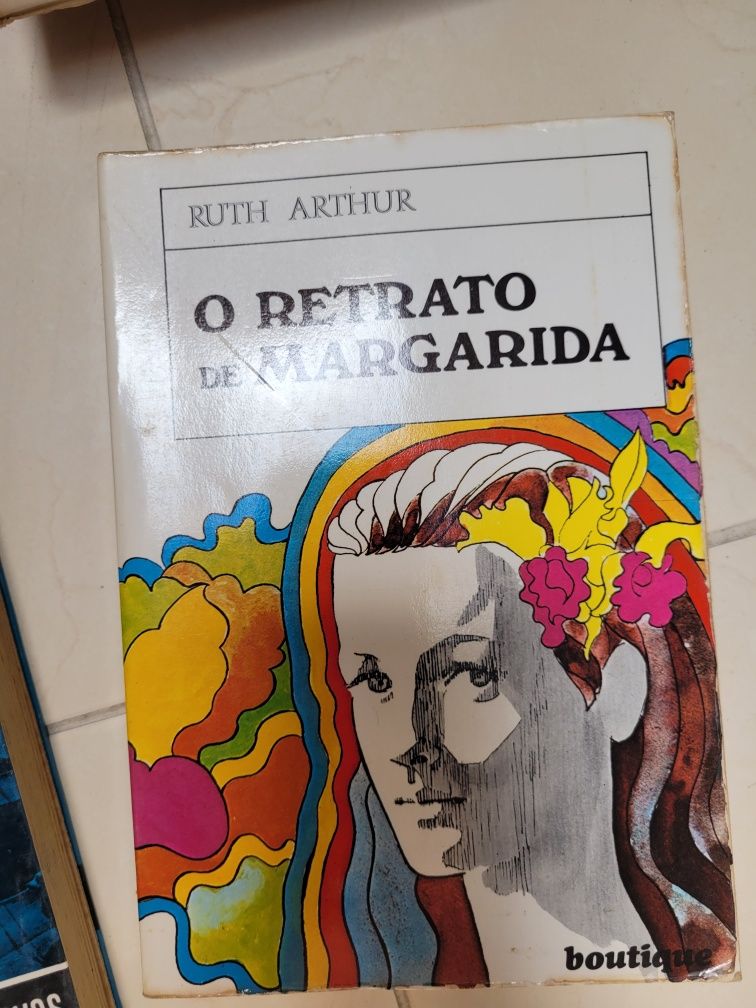 RUTH ARTHUR
O RETRATO
DE MARGARIDA
boutique